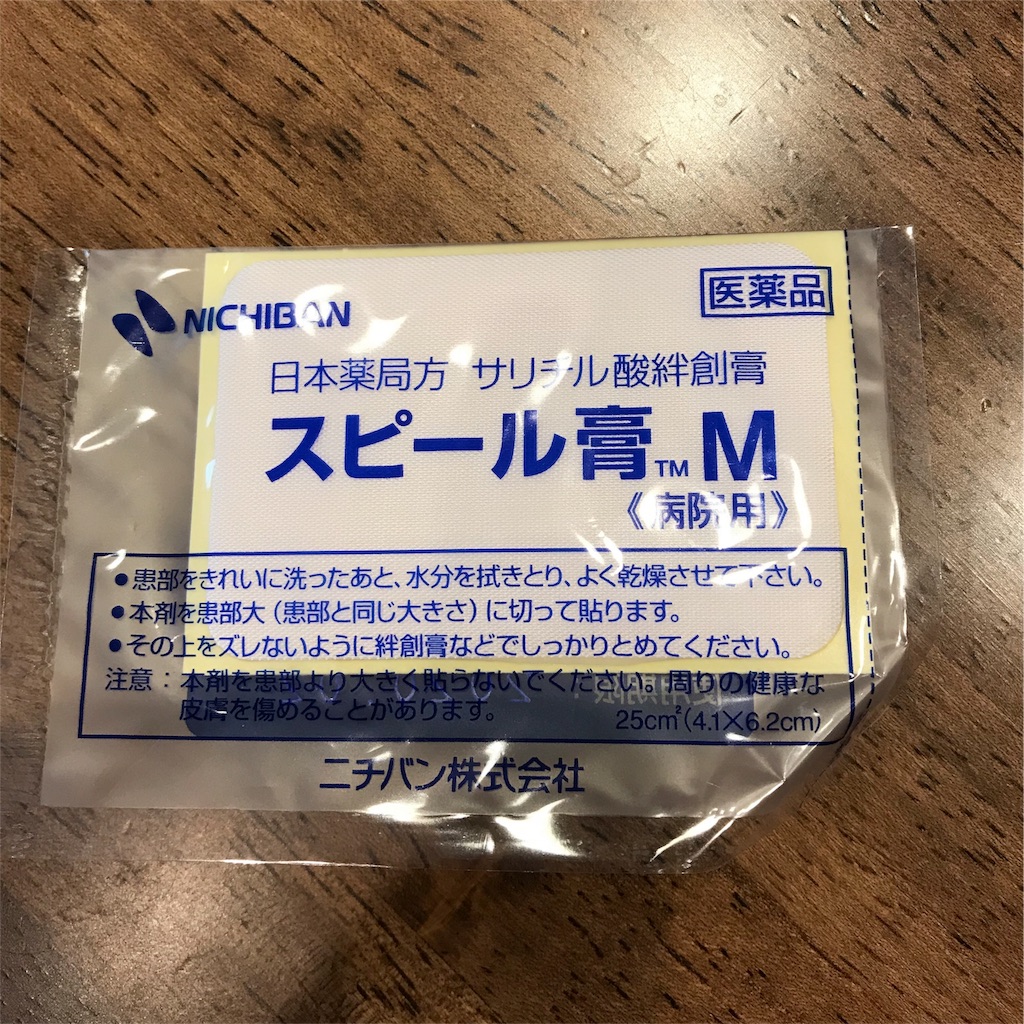 NICHIBAN
医薬品
日本薬局方 サリチル酸絆創膏
スピール膏™M
《病院用》
●患部をきれいに洗ったあと、水分を拭きとり、よく乾燥させて下さい。
●本剤を患部大（患部と同じ大きさ）に切って貼ります。
●その上をズレないように絆創膏などでしっかりとめてください。
注意：本剤を患部より大きく貼らないでください。周りの健康な
皮膚を傷めることがあります。
25cm²(4.1×6.2cm)
ニチバン株式会社